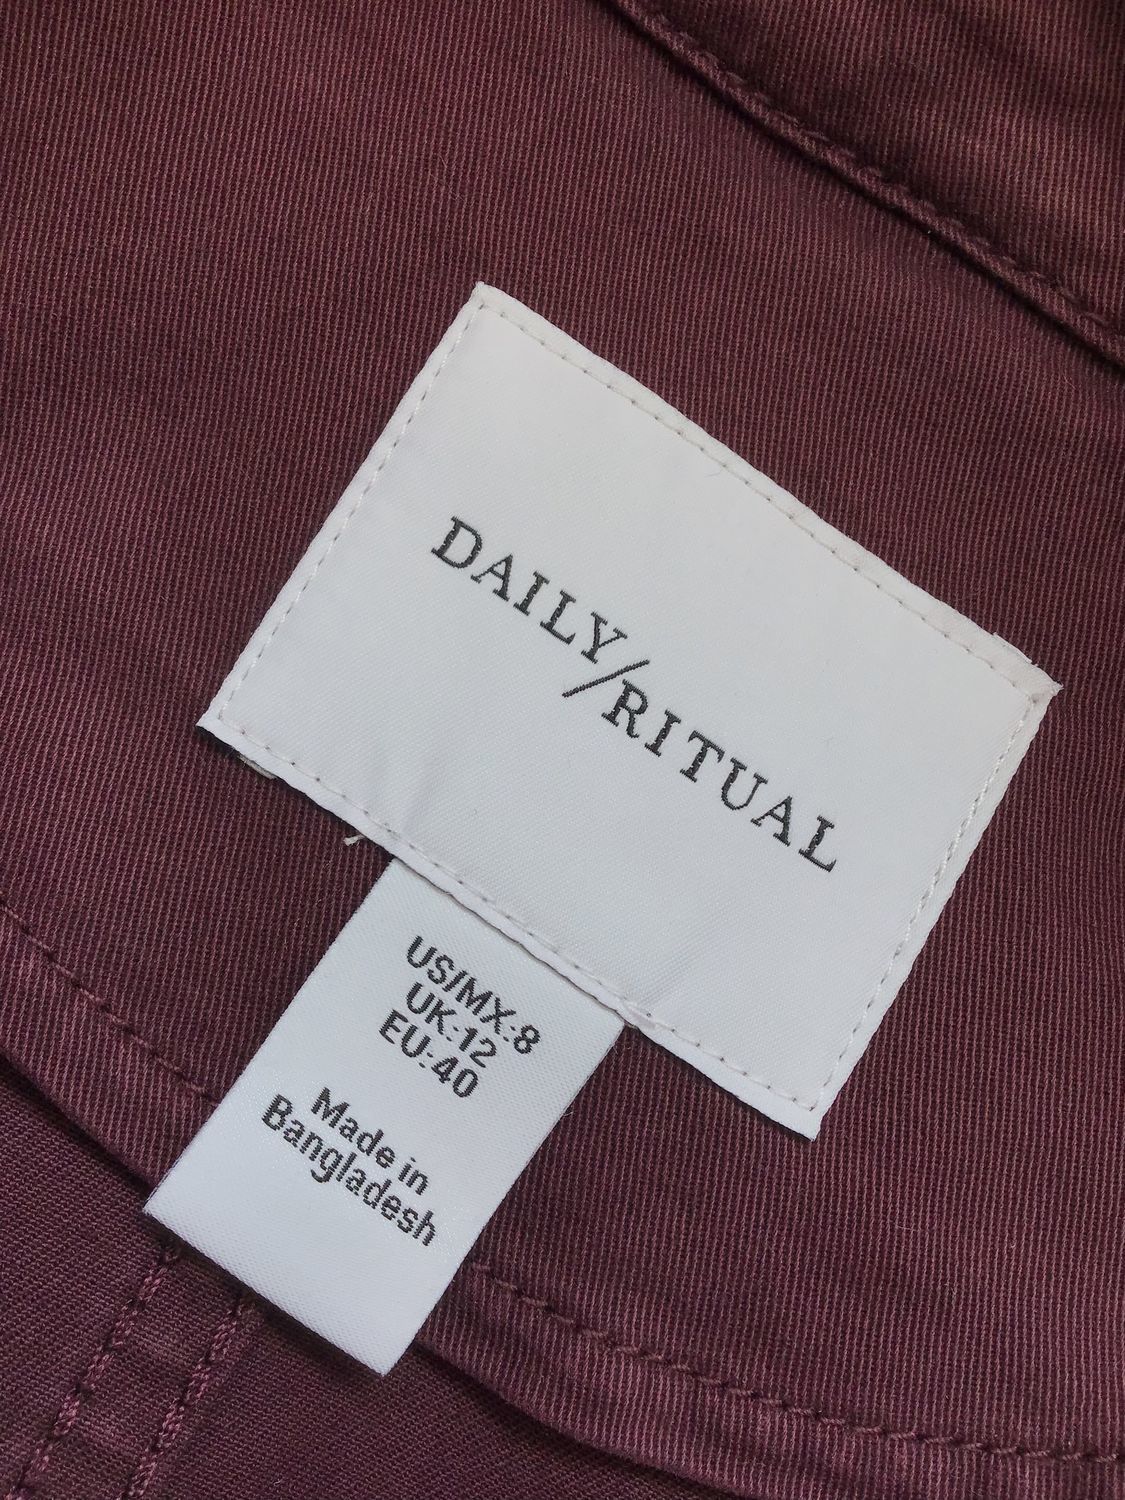 DAILY/RITUAL
US/MX:8
UK:12
EU:40
Made in
Bangladesh